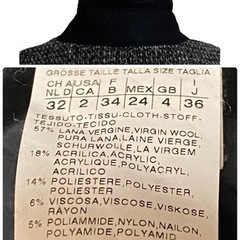 GRÖSSE TAILLE TALLA SIZE TAGLIA
CH A USA F MEX GB I
NL D CA B J
32 2 34 24 4 36
TESSUTO-TISSU-CLOTH-STOFF-
TEJIDO-TECIDO
57% LANA VERGINE, VIRGIN WOOL,
PURA LANA, LAINE VIERGE,
SCHURWOLLE, LA VIRGEM
18% ACRILICA, ACRILIC,
ACRYLIQUE, POLYACRYL,
ACRILICO
14% POLIESTERE, POLYESTER,
POLIESTER
6% VISCOSA, VISCOSE, VISKOSE,
RAYON
5% POLIAMMIDE, NYLON, NAILON,
POLYAMID, POLYAMIDE